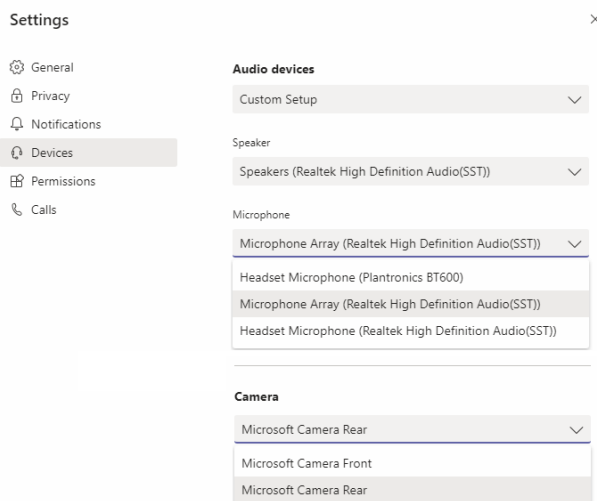 Settings
General
Privacy
Notifications
Devices
Permissions
Calls
Audio devices
Custom Setup
Speaker
Speakers (Realtek High Definition Audio(SST))
Microphone
Microphone Array (Realtek High Definition Audio(SST))
Headset Microphone (Plantronics BT600)
Microphone Array (Realtek High Definition Audio(SST))
Headset Microphone (Realtek High Definition Audio(SST))
Camera
Microsoft Camera Rear
Microsoft Camera Front
Microsoft Camera Rear